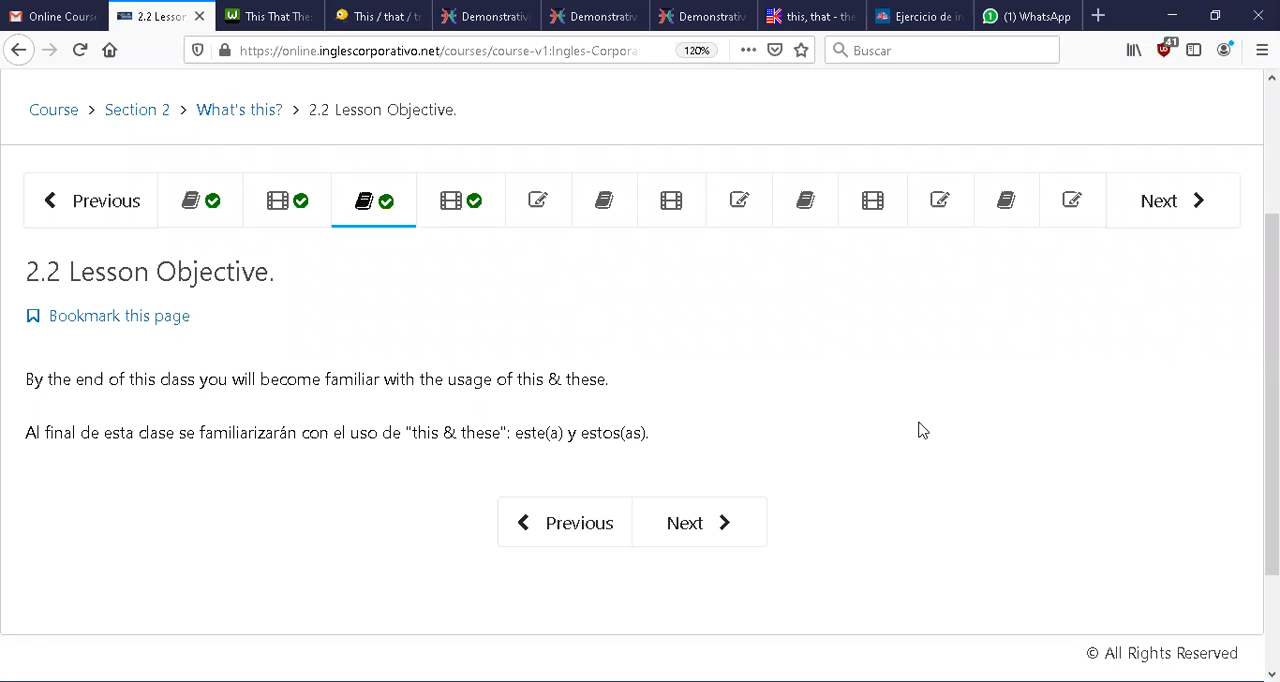 Online Cours
2.2 Lesson
This That The
This / that / t
Demonstrativ
Demonstrativ
Demonstrativ
this, that - the
Ejercicio de in
(1) WhatsApp
https://online.inglescorporativo.net/courses/course-v1:Ingles-Corpora
120%
Buscar
41
Course > Section 2 > What's this? > 2.2 Lesson Objective.
Previous
Next
2.2 Lesson Objective.
Bookmark this page
By the end of this class you will become familiar with the usage of this & these.
Al final de esta clase se familiarizarán con el uso de "this & these": este(a) y estos(as).
Previous
Next
© All Rights Reserved